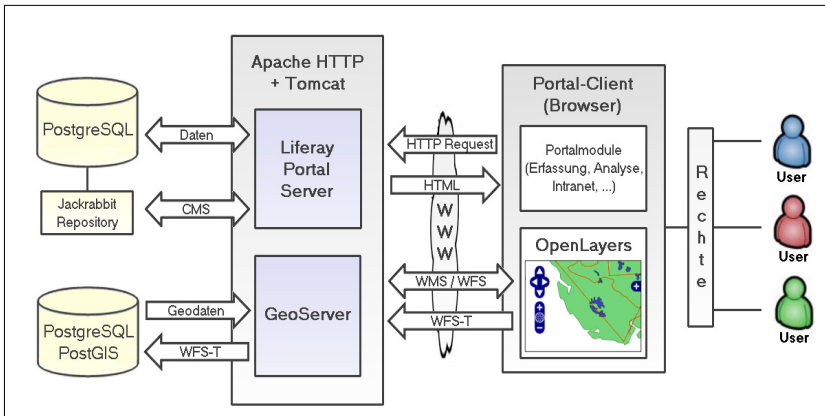 Apache HTTP
+ Tomcat
PostgreSQL
Jackrabbit
Repository
Daten
CMS
Liferay
Portal
Server
PostgreSQL
PostGIS
Geodaten
WFS-T
GeoServer
HTTP Request
HTML
W
W
W
WMS / WFS
WFS-T
Portal-Client
(Browser)
Portalmodule
(Erfassung, Analyse,
Intranet, ...)
OpenLayers
R
e
c
h
t
e
User
User
User